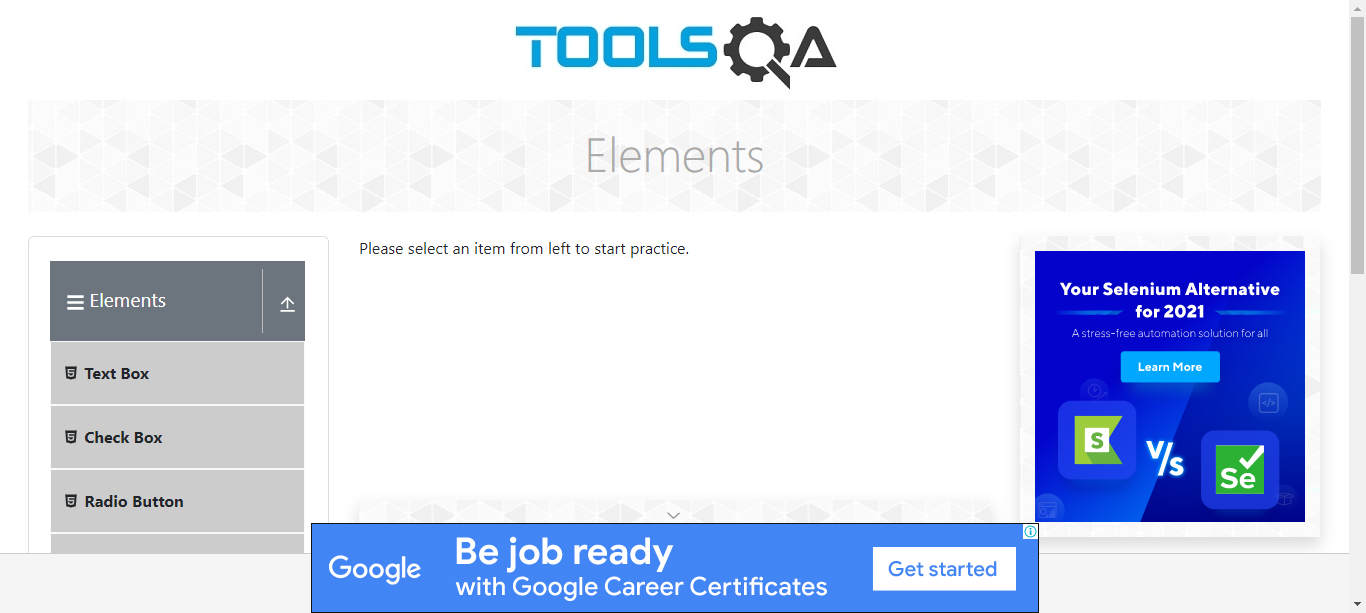 TOOLSQA
Elements
Elements
Text Box
Check Box
Radio Button
Please select an item from left to start practice.
Your Selenium Alternative
for 2021
A stress-free automation solution for all
Learn More
S
V/s
Se
Google
Be job ready
with Google Career Certificates
Get started